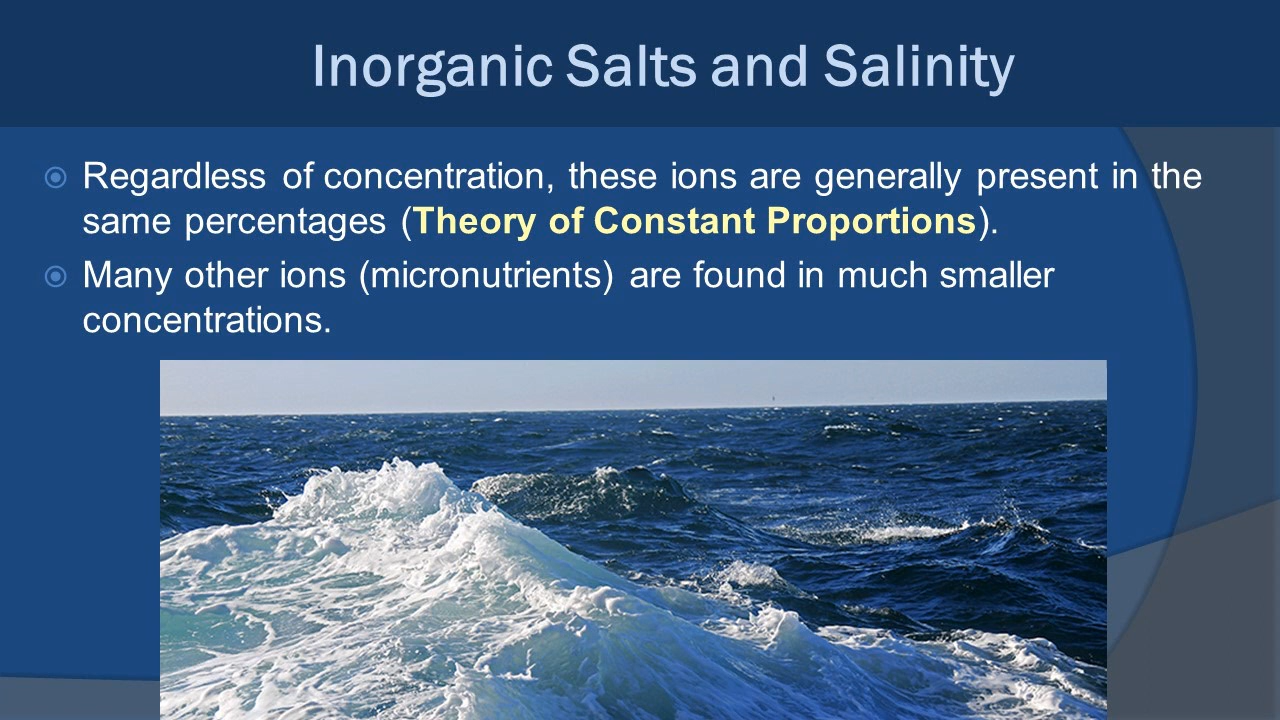 Inorganic Salts and Salinity
Regardless of concentration, these ions are generally present in the
same percentages (Theory of Constant Proportions).
Many other ions (micronutrients) are found in much smaller
concentrations.